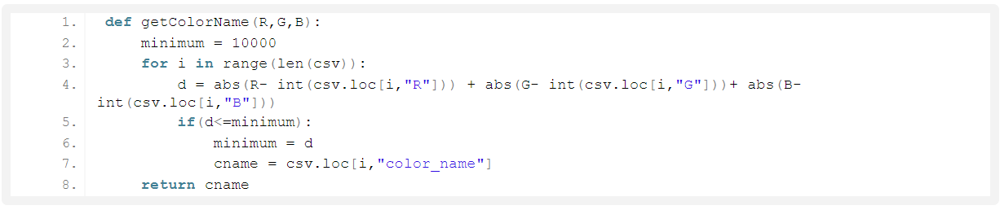 1. def getColorName(R,G,B):
2. minimum = 10000
3. for i in range(len(csv)):
4. d = abs(R- int(csv.loc[i,"R"])) + abs(G- int(csv.loc[i,"G"]))+ abs(B-
int(csv.loc[i,"B"]))
5. if(d<=minimum):
6. minimum = d
7. cname = csv.loc[i,"color_name"]
8. return cname